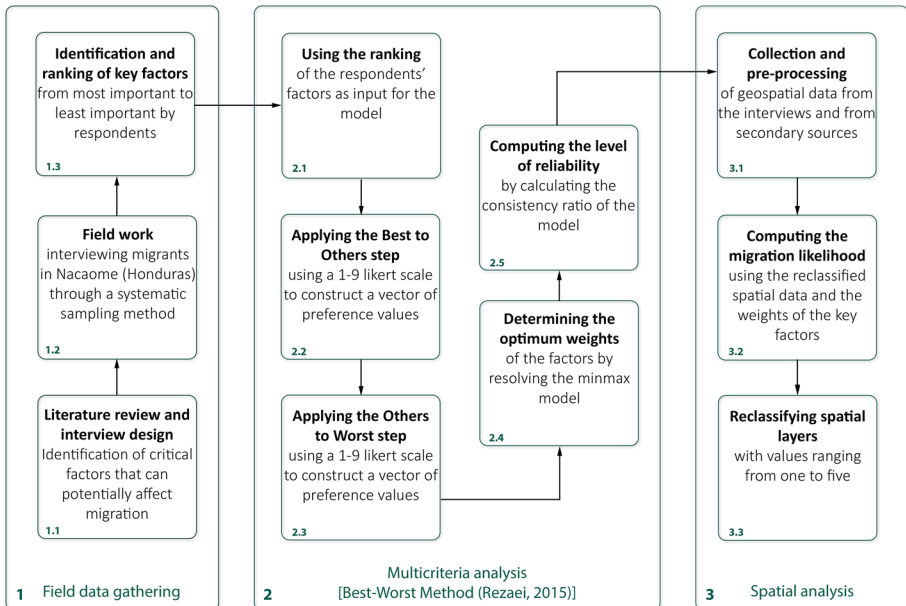 Literature review and
interview design
Identification of critical
factors that can
potentially affect
migration
1.1
Field work
interviewing migrants
in Nacaome (Honduras)
through a systematic
sampling method
1.2
Identification and
ranking of key factors
from most important to
least important by
respondents
1.3
1 Field data gathering
Using the ranking
of the respondents'
factors as input for the
model
2.1
Applying the Best to
Others step
using a 1-9 likert scale
to construct a vector of
preference values
2.2
Applying the Others
to Worst step
using a 1-9 likert scale
to construct a vector of
preference values
2.3
Determining the
optimum weights
of the factors by
resolving the minmax
model
2.4
Computing the level
of reliability
by calculating the
consistency ratio of the
model
2.5
Multicriteria analysis
2 [Best-Worst Method (Rezaei, 2015)]
Collection and
pre-processing
of geospatial data from
the interviews and from
secondary sources
3.1
Computing the
migration likelihood
using the reclassified
spatial data and the
weights of the key
factors
3.2
Reclassifying spatial
layers
with values ranging
from one to five
3.3
3 Spatial analysis